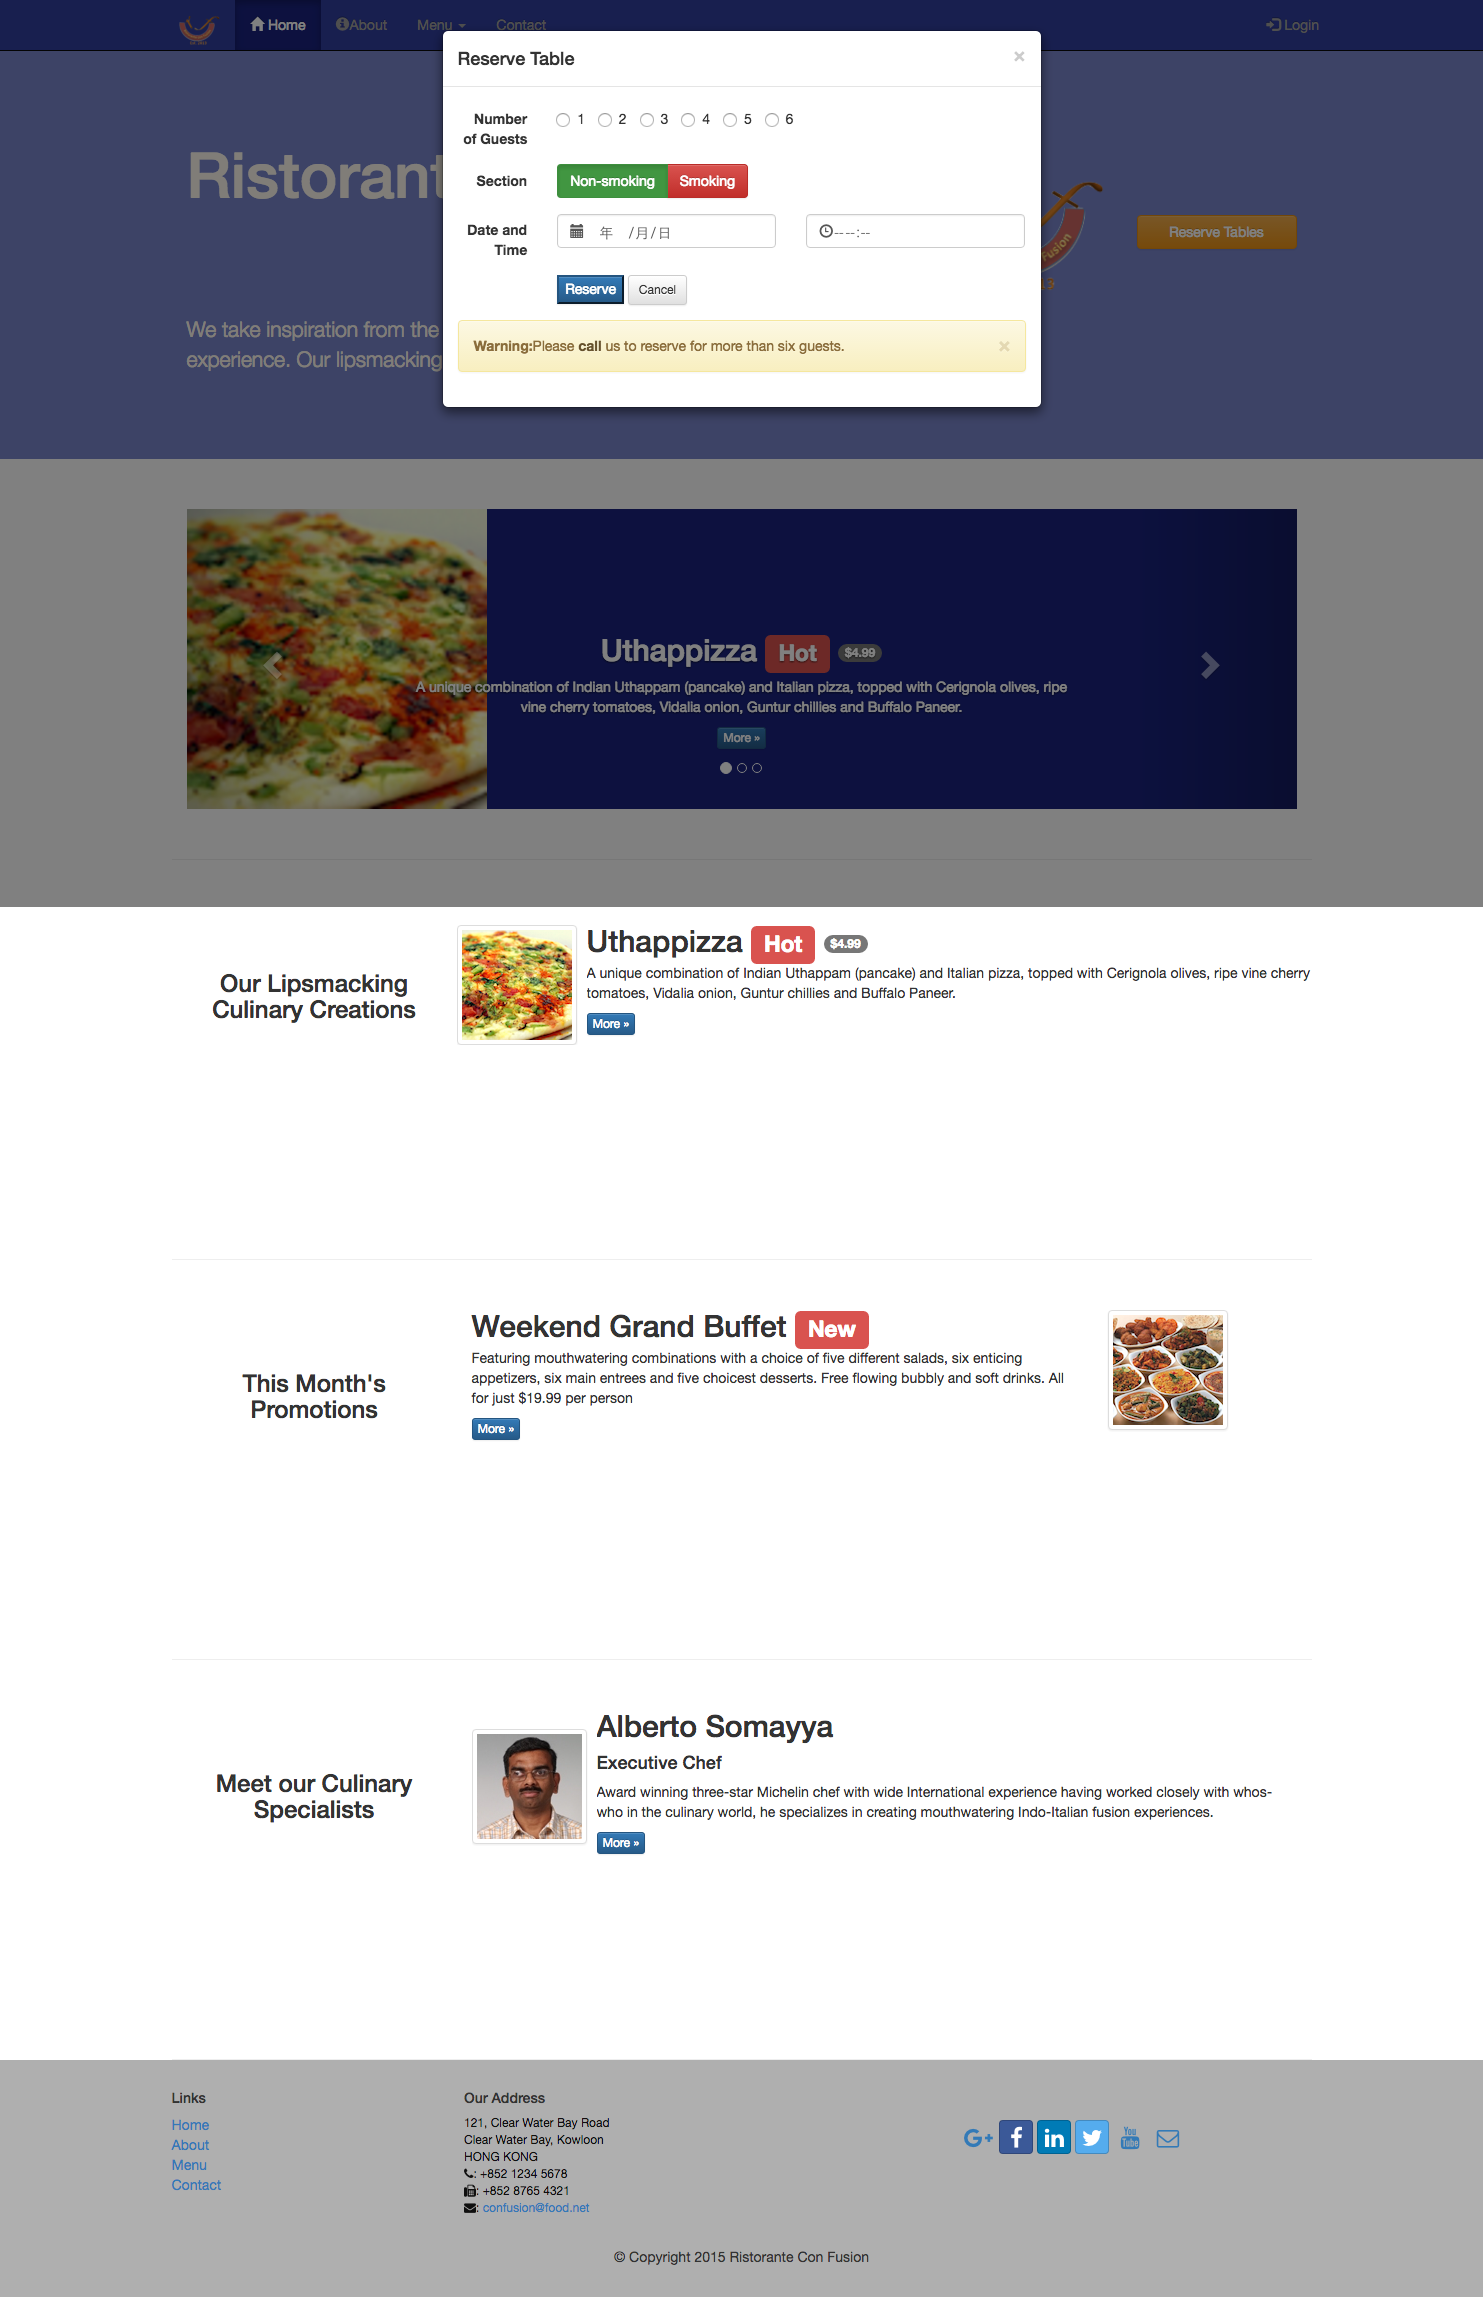 Home
About
Menu
Contact
Login
Reserve Table
×
Number of Guests
1 2 3 4 5 6
Section
Non-smoking
Smoking
Date and Time
年 /月/日
----:--
Reserve
Cancel
Warning:Please call us to reserve for more than six guests.
×
Ristorant
We take inspiration from the
experience. Our lipsmacking
Fusion
Reserve Tables
Uthappizza Hot $4.99
A unique combination of Indian Uthappam (pancake) and Italian pizza, topped with Cerignola olives, ripe
vine cherry tomatoes, Vidalia onion, Guntur chillies and Buffalo Paneer.
More »
Our Lipsmacking
Culinary Creations
Uthappizza Hot $4.99
A unique combination of Indian Uthappam (pancake) and Italian pizza, topped with Cerignola olives, ripe vine cherry
tomatoes, Vidalia onion, Guntur chillies and Buffalo Paneer.
More »
This Month's
Promotions
Weekend Grand Buffet New
Featuring mouthwatering combinations with a choice of five different salads, six enticing
appetizers, six main entrees and five choicest desserts. Free flowing bubbly and soft drinks. All
for just $19.99 per person
More »
Meet our Culinary
Specialists
Alberto Somayya
Executive Chef
Award winning three-star Michelin chef with wide International experience having worked closely with whos-
who in the culinary world, he specializes in creating mouthwatering Indo-Italian fusion experiences.
More »
Links
Home
About
Menu
Contact
Our Address
121, Clear Water Bay Road
Clear Water Bay, Kowloon
HONG KONG
: +852 1234 5678
: +852 8765 4321
: confusion@food.net
G+ f in You Tube
© Copyright 2015 Ristorante Con Fusion